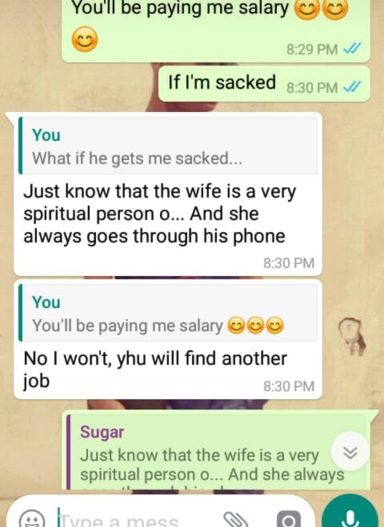 You'll be paying me salary 😊😊
😊
8:29 PM
If I'm sacked
8:30 PM
You
What if he gets me sacked...
Just know that the wife is a very
spiritual person o... And she
always goes through his phone
8:30 PM
You
You'll be paying me salary 😊😊😊
No I won't, yhu will find another
job
8:30 PM
Sugar
Just know that the wife is a very
spiritual person o... And she always
Type a mess